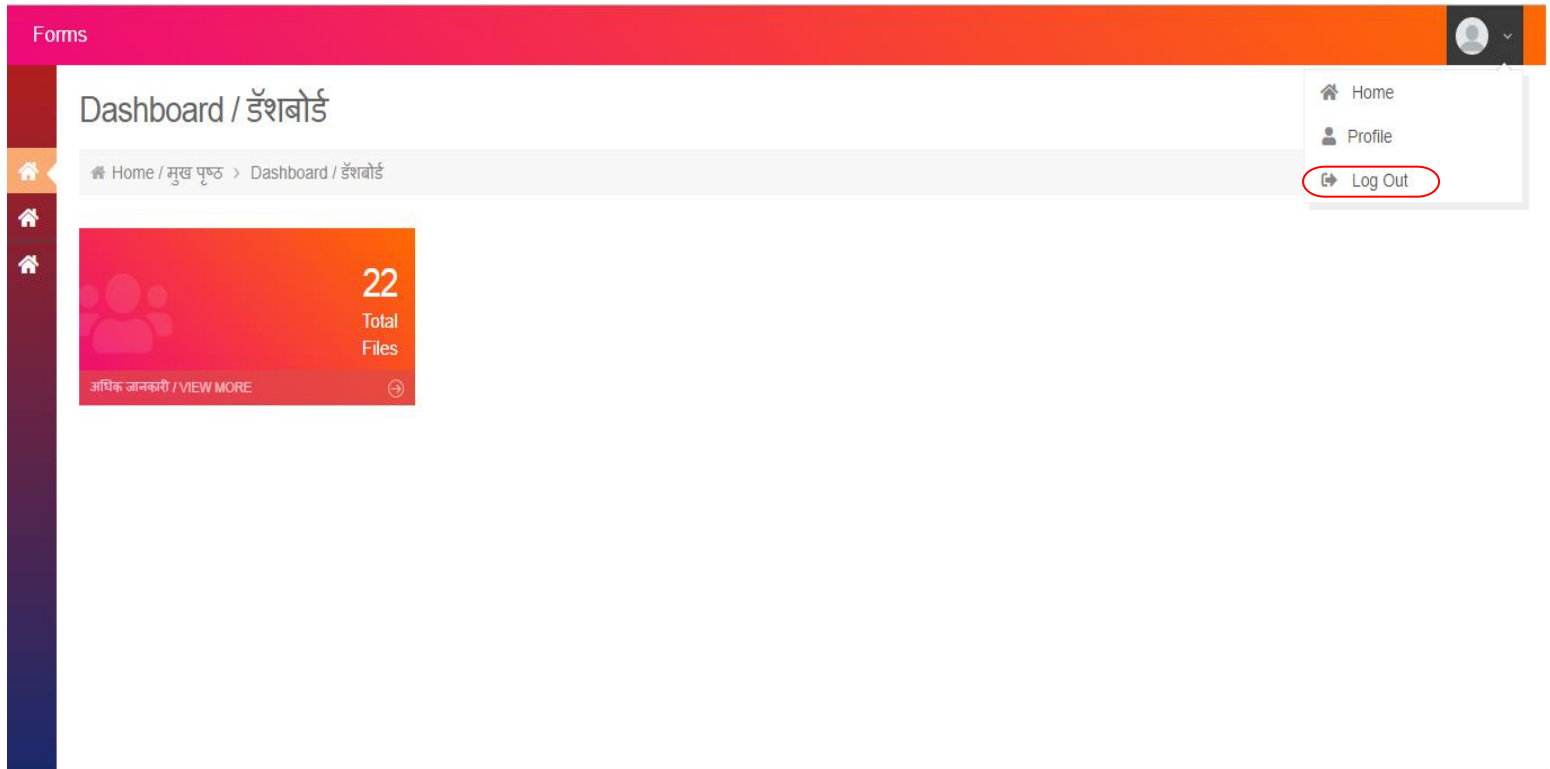 Forms
Dashboard / डॅशबोर्ड
Home / मुख पृष्ठ > Dashboard / डॅशबोर्ड
Home
Profile
Log Out
22
Total
Files
अधिक जानकारी / VIEW MORE